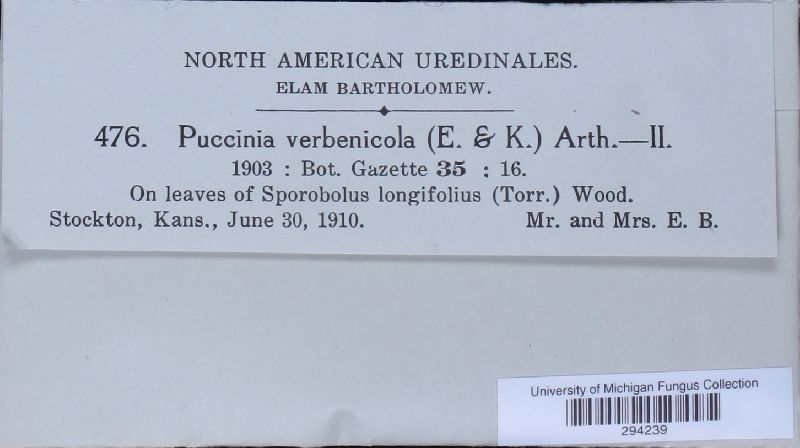 NORTH AMERICAN UREDINALES.
ELAM BARTHOLOMEW.
476. Puccinia verbenicola (E. & K.) Arth.—II.
1903 : Bot. Gazette 35 : 16.
On leaves of Sporobolus longifolius (Torr.) Wood.
Stockton, Kans., June 30, 1910. Mr. and Mrs. E. B.
University of Michigan Fungus Collection
294239